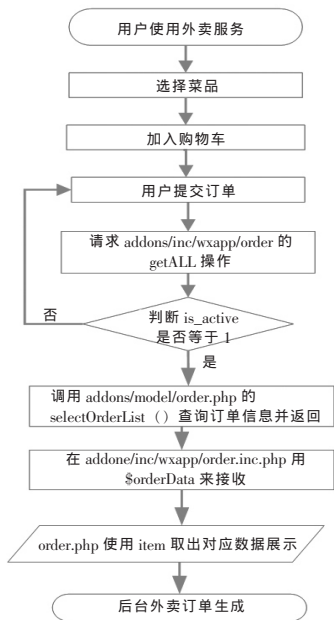 用户使用外卖服务
选择菜品
加入购物车
用户提交订单
请求 addons/inc/wxapp/order 的
getALL 操作
否
判断 is_active
是否等于 1
是
调用 addons/model/order.php 的
selectOrderList（）查询订单信息并返回
在 addone/inc/wxapp/order.inc.php 用
$orderData 来接收
order.php 使用 item 取出对应数据展示
后台外卖订单生成